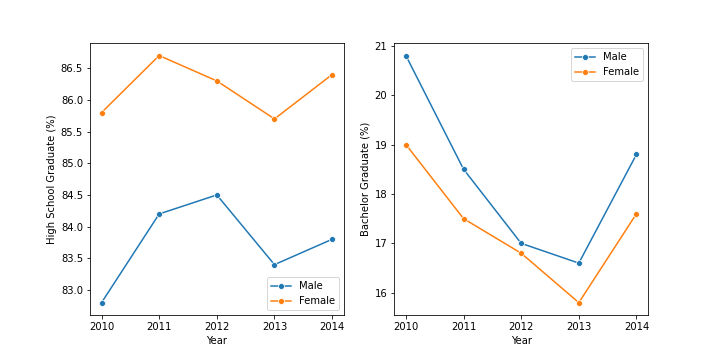 High School Graduate (%)
86.5
86.0
85.5
85.0
84.5
84.0
83.5
83.0
Male
Female
2010 2011 2012 2013 2014
Year
Bachelor Graduate (%)
21
20
19
18
17
16
Male
Female
2010 2011 2012 2013 2014
Year